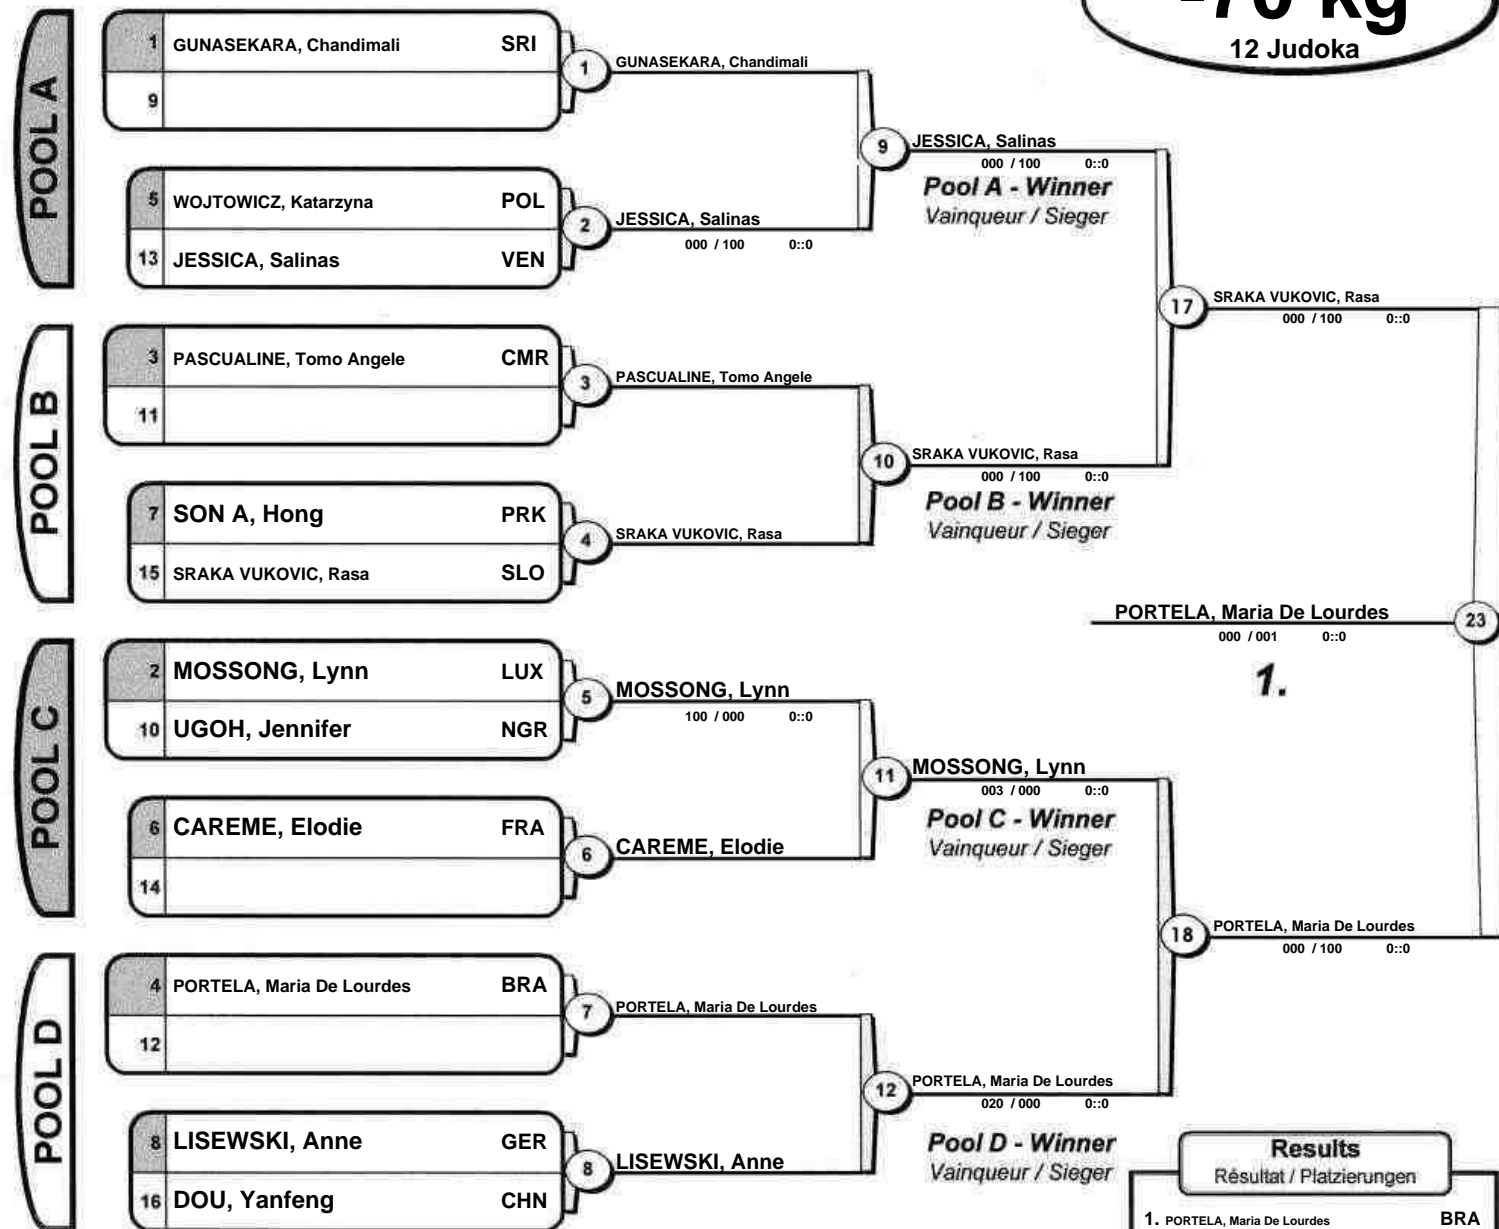 -70 kg
12 Judoka
POOL A
1 GUNASEKARA, Chandimali SRI
9
1 GUNASEKARA, Chandimali
5 WOJTOWICZ, Katarzyna POL
13 JESSICA, Salinas VEN
2 JESSICA, Salinas
000 / 100 0::0
9 JESSICA, Salinas
000 / 100 0::0
Pool A - Winner
Vainqueur / Sieger
POOL B
3 PASCUALINE, Tomo Angele CMR
11
3 PASCUALINE, Tomo Angele
7 SON A, Hong PRK
15 SRAKA VUKOVIC, Rasa SLO
4 SRAKA VUKOVIC, Rasa
10 SRAKA VUKOVIC, Rasa
000 / 100 0::0
Pool B - Winner
Vainqueur / Sieger
17 SRAKA VUKOVIC, Rasa
000 / 100 0::0
PORTELA, Maria De Lourdes 23
000 / 001 0::0
1.
POOL C
2 MOSSONG, Lynn LUX
10 UGOH, Jennifer NGR
5 MOSSONG, Lynn
100 / 000 0::0
6 CAREME, Elodie FRA
14
6 CAREME, Elodie
11 MOSSONG, Lynn
003 / 000 0::0
Pool C - Winner
Vainqueur / Sieger
18 PORTELA, Maria De Lourdes
000 / 100 0::0
POOL D
4 PORTELA, Maria De Lourdes BRA
12
7 PORTELA, Maria De Lourdes
8 LISEWSKI, Anne GER
16 DOU, Yanfeng CHN
8 LISEWSKI, Anne
12 PORTELA, Maria De Lourdes
020 / 000 0::0
Pool D - Winner
Vainqueur / Sieger
Results
Résultat / Platzierungen
1. PORTELA, Maria De Lourdes BRA